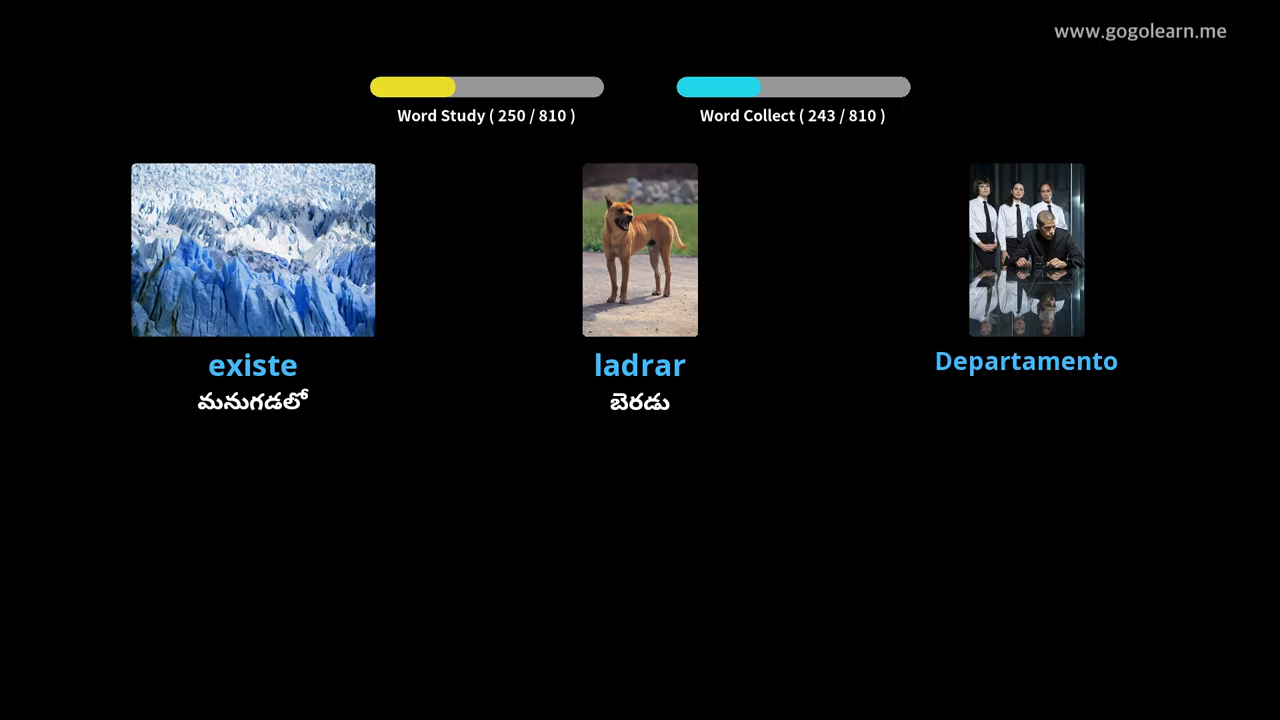 www.gogolearn.me
Word Study ( 250 / 810 )
Word Collect ( 243 / 810 )
existe
మనుగడలో
ladrar
బెరడు
Departamento